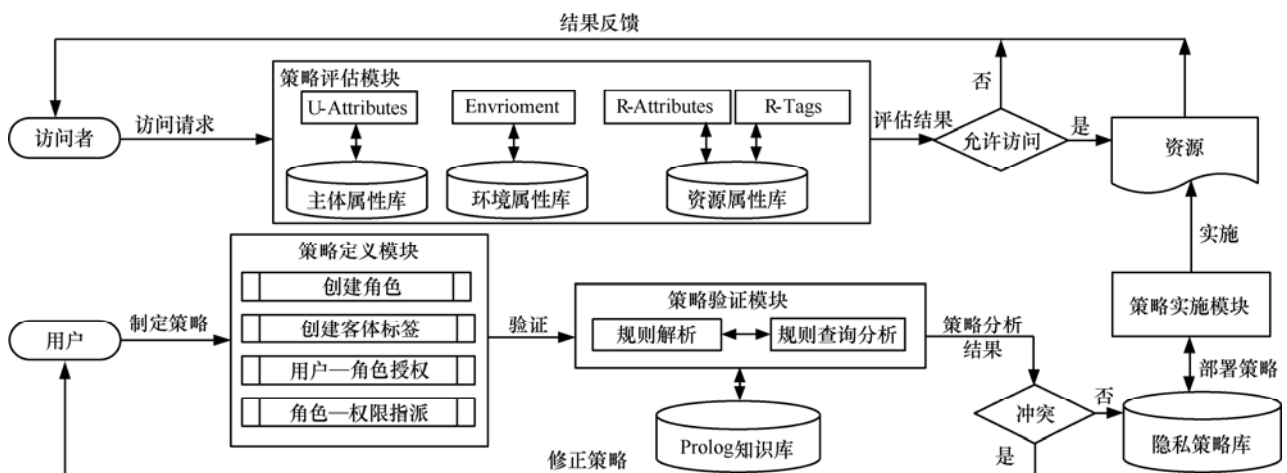 结果反馈
策略评估模块
U-Attributes
Envrioment
R-Attributes
R-Tags
否
访问者
访问请求
评估结果
允许访问
是
资源
主体属性库
环境属性库
资源属性库
实施
策略定义模块
创建角色
创建客体标签
用户—角色授权
角色—权限指派
用户
制定策略
验证
策略验证模块
规则解析
规则查询分析
策略分析
结果
策略实施模块
部署策略
冲突
否
是
Prolog知识库
隐私策略库
修正策略